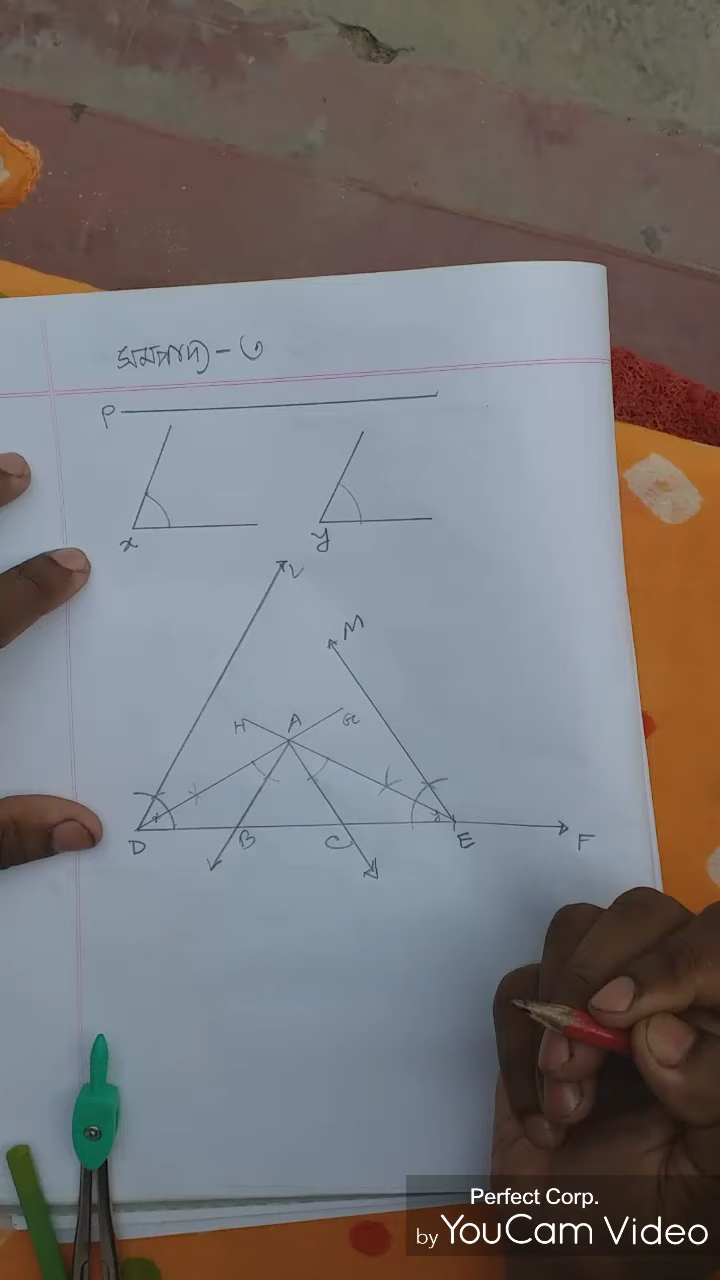 সম্পাদ্য - ৩
P
x y
L
M
H A G
x y
D B C E F
Perfect Corp.
by YouCam Video